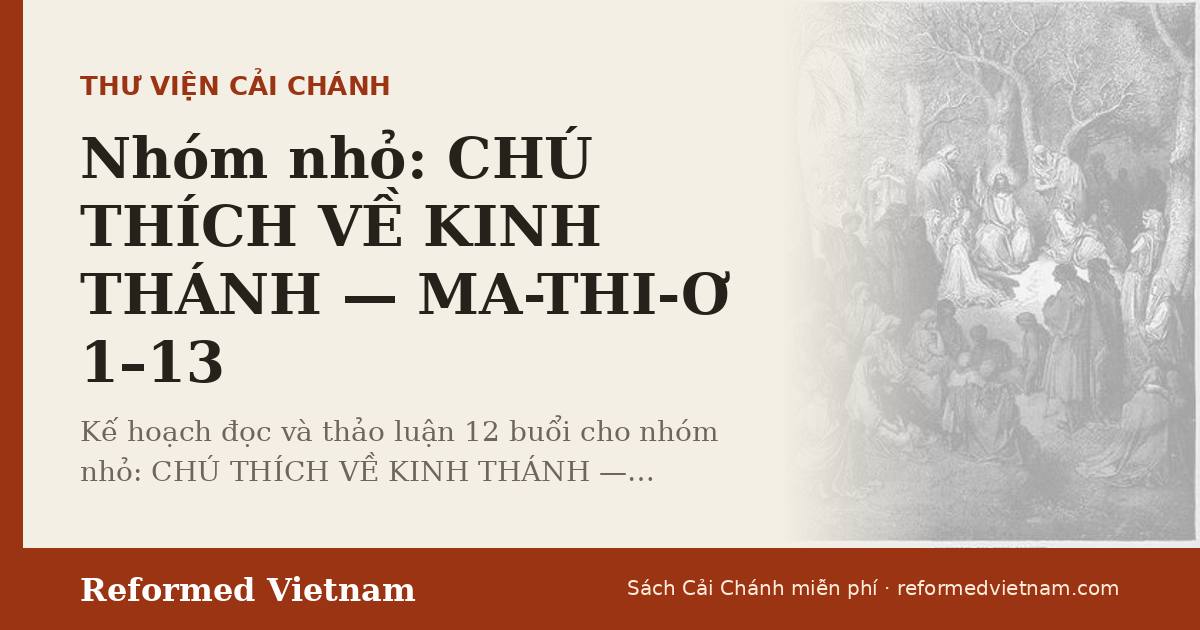 THƯ VIỆN CẢI CHÁNH
Nhóm nhỏ: CHÚ
THÍCH VỀ KINH
THÁNH — MA-THI-Ơ
1–13
Kế hoạch đọc và thảo luận 12 buổi cho nhóm
nhỏ: CHÚ THÍCH VỀ KINH THÁNH —...
Reformed Vietnam
Sách Cải Chánh miễn phí · reformedvietnam.com